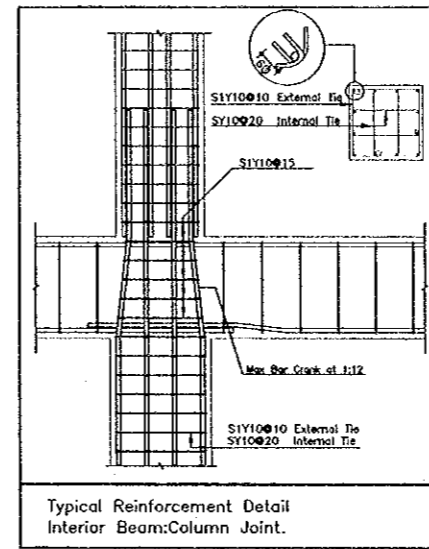 60
S1Y10@10 External Tie
SY10@20 Internal Tie
S1Y10@15
Max Bar Crank at 1:12
S1Y10@10 External Tie
SY10@20 Internal Tie
Typical Reinforcement Detail
Interior Beam:Column Joint.